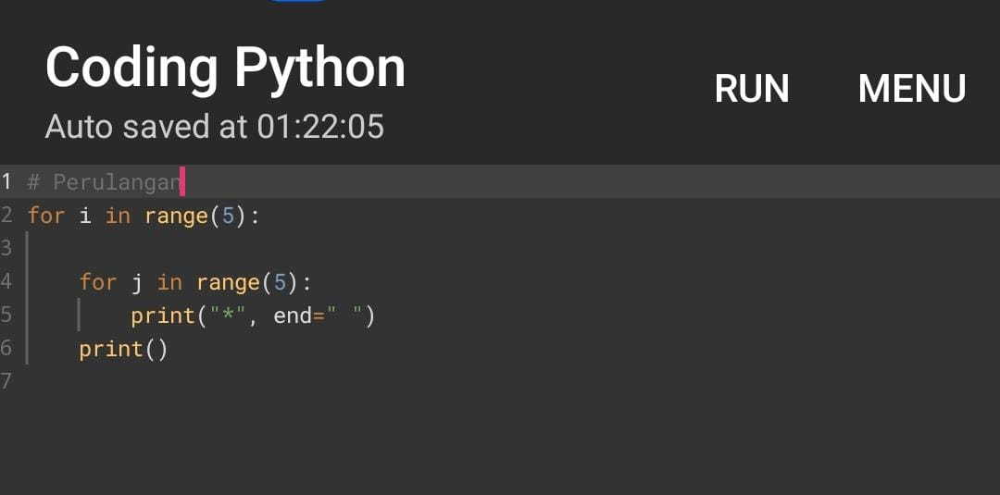 Coding Python
Auto saved at 01:22:05
RUN MENU
1 # Perulangan
2 for i in range(5):
3
4     for j in range(5):
5         print("*", end=" ")
6     print()
7